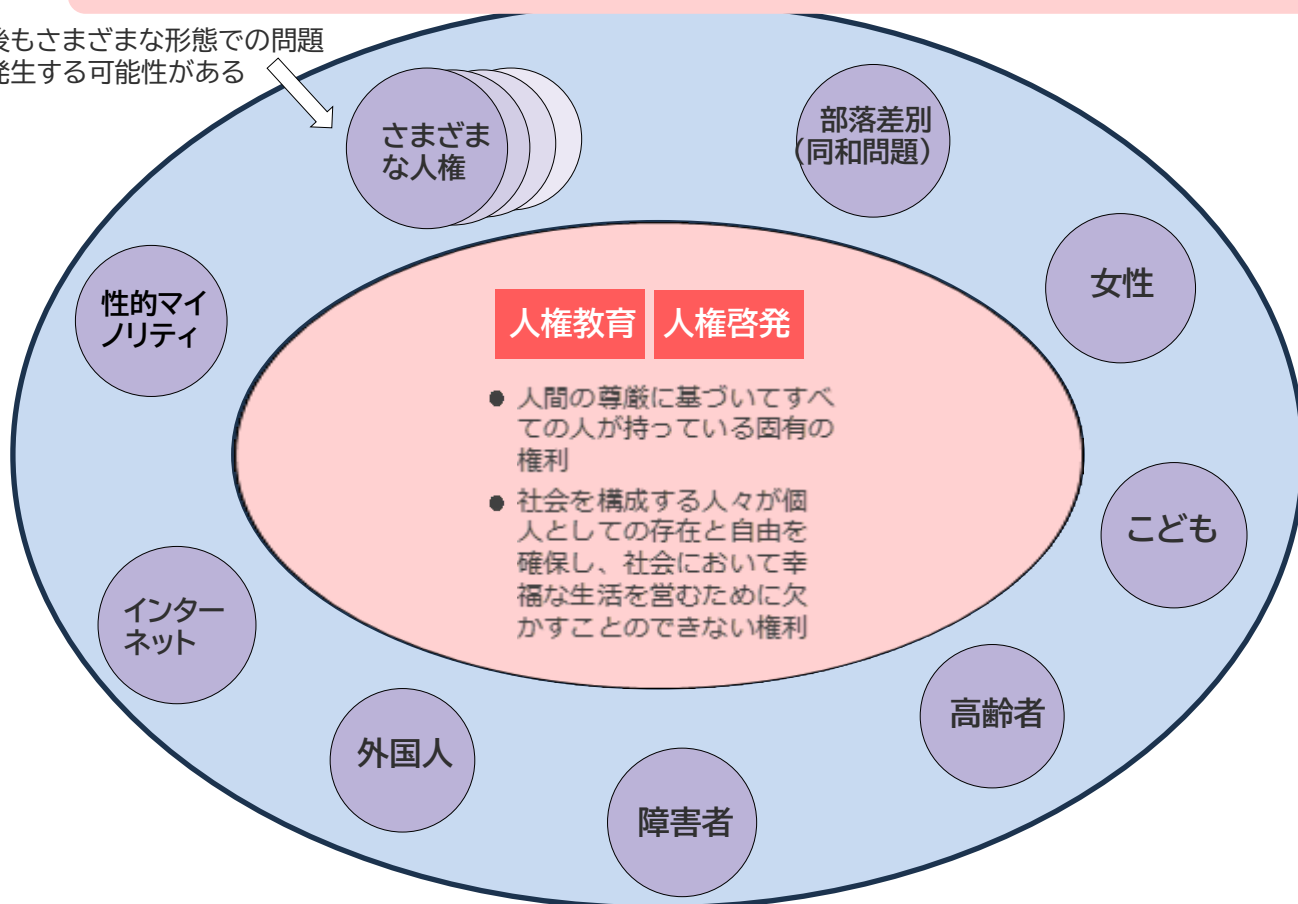 後もさまざまな形態での問題
発生する可能性がある
さまざま
な人権
部落差別
(同和問題)
女性
性的マイ
ノリティ
人権教育
人権啓発
● 人間の尊厳に基づいてすべ
ての人が持っている固有の
権利
● 社会を構成する人々が個
人としての存在と自由を
確保し、社会において幸
福な生活を営むために欠
かすことのできない権利
こども
インター
ネット
高齢者
外国人
障害者